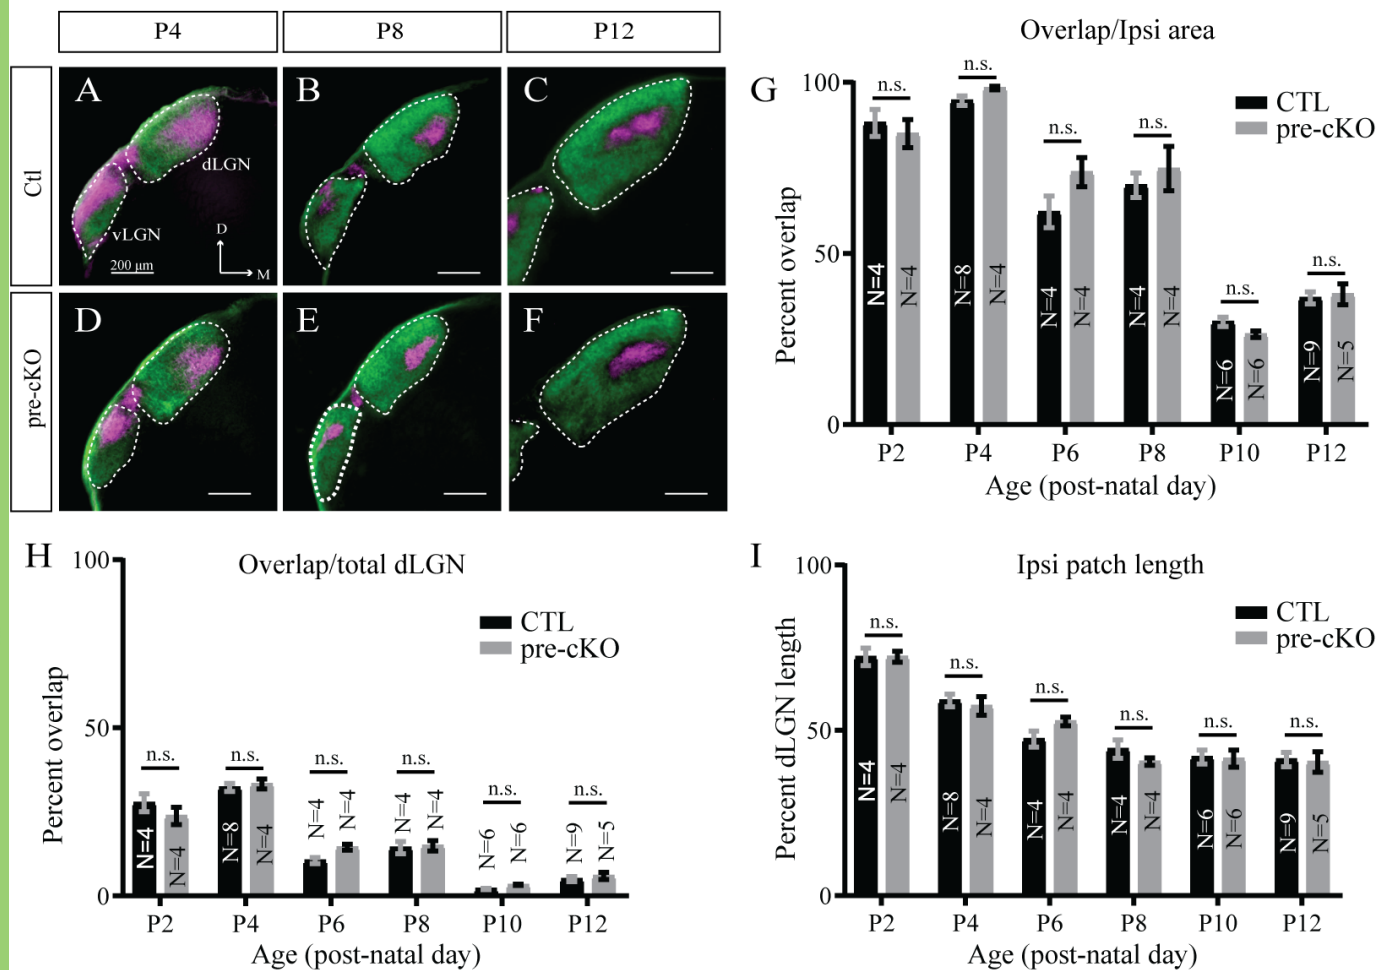 P4
P8
P12
Ctl
pre-cKO
A
dLGN
vLGN
200 μm
D
M
B
C
D
E
F
G
Overlap/Ipsi area
CTL
pre-cKO
Percent overlap
100
50
0
n.s.
n.s.
n.s.
n.s.
n.s.
n.s.
N=4
N=4
N=8
N=4
N=4
N=4
N=4
N=4
N=6
N=6
N=9
N=5
P2 P4 P6 P8 P10 P12
Age (post-natal day)
H
Overlap/total dLGN
CTL
pre-cKO
Percent overlap
100
50
0
n.s.
n.s.
n.s.
n.s.
n.s.
n.s.
N=4
N=4
N=8
N=4
N=4
N=4
N=4
N=4
N=6
N=6
N=9
N=5
P2 P4 P6 P8 P10 P12
Age (post-natal day)
I
Ipsi patch length
CTL
pre-cKO
Percent dLGN length
100
50
0
n.s.
n.s.
n.s.
n.s.
n.s.
n.s.
N=4
N=4
N=8
N=4
N=4
N=4
N=4
N=4
N=6
N=6
N=9
N=5
P2 P4 P6 P8 P10 P12
Age (post-natal day)